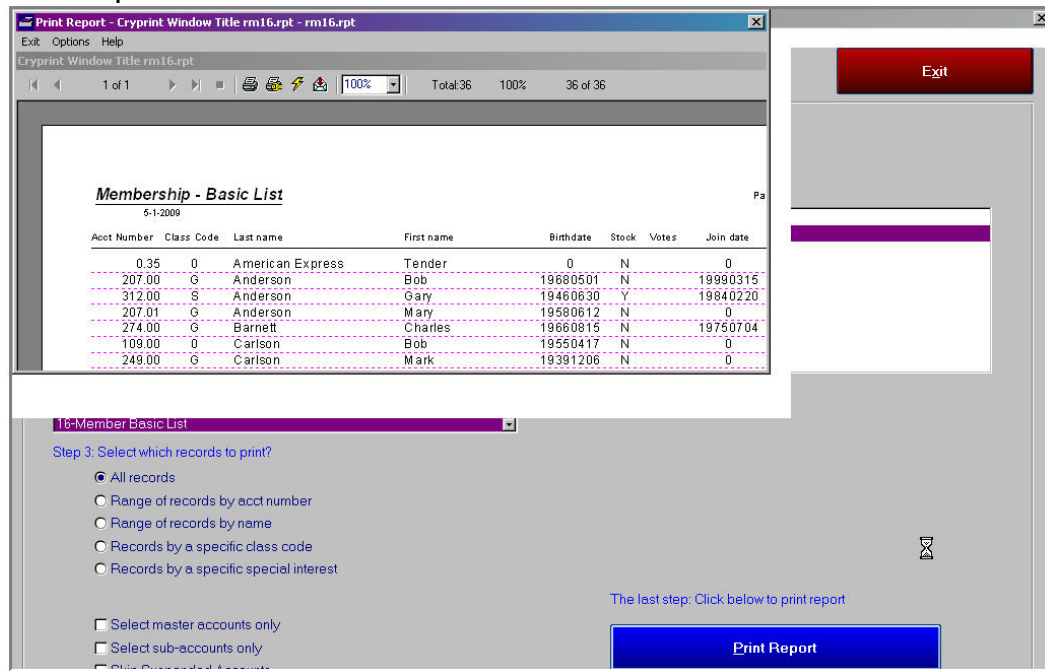 Print Report - Cryprint Window Title rm16.rpt - rm16.rpt
Exit Options Help
Cryprint Window Title rm16.rpt
1 of 1 100% Total:36 100% 36 of 36
Exit
Membership - Basic List
Pa
5-1-2009
Acct Number Class Code Last name First name Birthdate Stock Votes Join date
0.35 0 American Express Tender 0 N 0
207.00 G Anderson Bob 19680501 N 19990315
312.00 S Anderson Gary 19460630 Y 19840220
207.01 G Anderson Mary 19580612 N 0
274.00 G Barnett Charles 19660815 N 19750704
109.00 0 Carlson Bob 19550417 N 0
249.00 G Carlson Mark 19391206 N 0
16-Member Basic List
Step 3: Select which records to print?
All records
Range of records by acct number
Range of records by name
Records by a specific class code
Records by a specific special interest
The last step: Click below to print report
Select master accounts only
Select sub-accounts only
Print Report
Skip Suspended Accounts